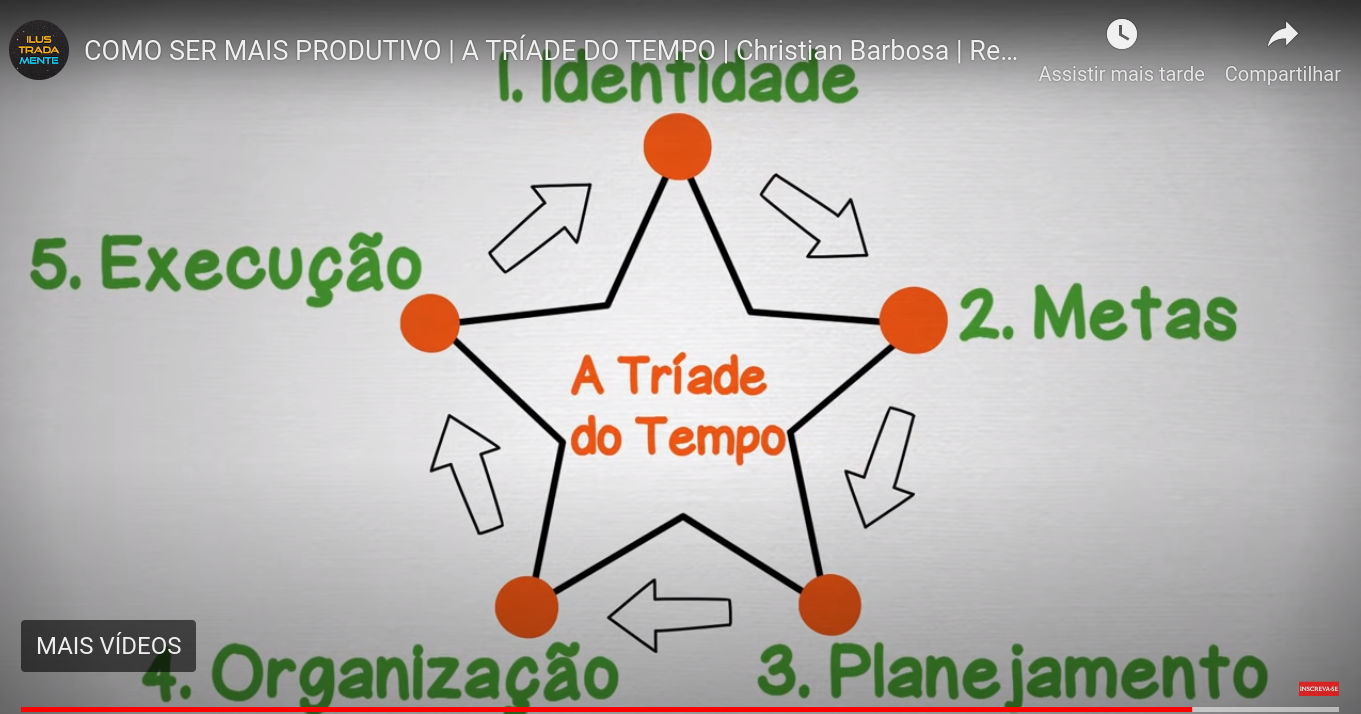 ILUS
TRADA
MENTE
COMO SER MAIS PRODUTIVO | A TRÍADE DO TEMPO | Christian Barbosa | Re...
Assistir mais tarde
Compartilhar
1. Identidade
5. Execução
2. Metas
A Tríade
do Tempo
MAIS VÍDEOS
4. Organização
3. Planejamento
INSCREVA-SE